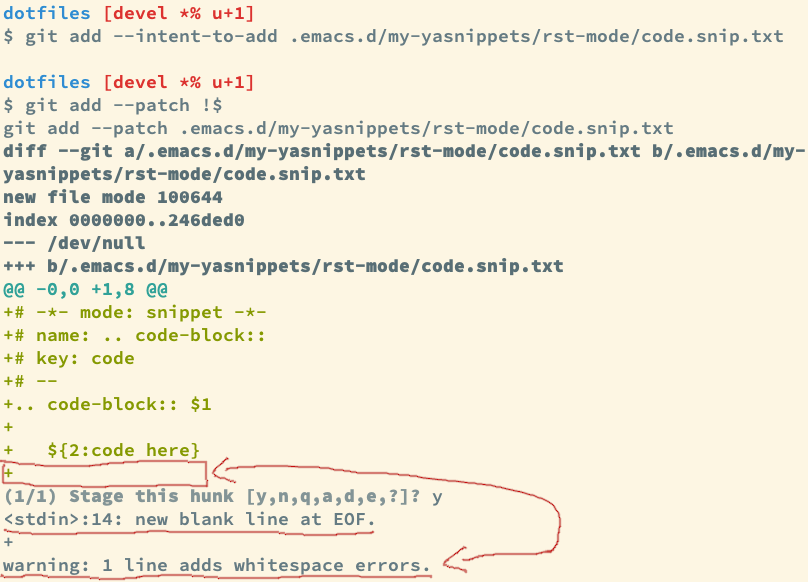 dotfiles [devel *% u+1]
$ git add --intent-to-add .emacs.d/my-yasnippets/rst-mode/code.snip.txt
dotfiles [devel *% u+1]
$ git add --patch !$
git add --patch .emacs.d/my-yasnippets/rst-mode/code.snip.txt
diff --git a/.emacs.d/my-yasnippets/rst-mode/code.snip.txt b/.emacs.d/my-
yasnippets/rst-mode/code.snip.txt
new file mode 100644
index 0000000..246ded0
--- /dev/null
+++ b/.emacs.d/my-yasnippets/rst-mode/code.snip.txt
@@ -0,0 +1,8 @@
+# -*- mode: snippet -*-
+# name: .. code-block::
+# key: code
+# --
+.. code-block:: $1
+
+   ${2:code here}
+
(1/1) Stage this hunk [y,n,q,a,d,e,?]? y
<stdin>:14: new blank line at EOF.
+
warning: 1 line adds whitespace errors.